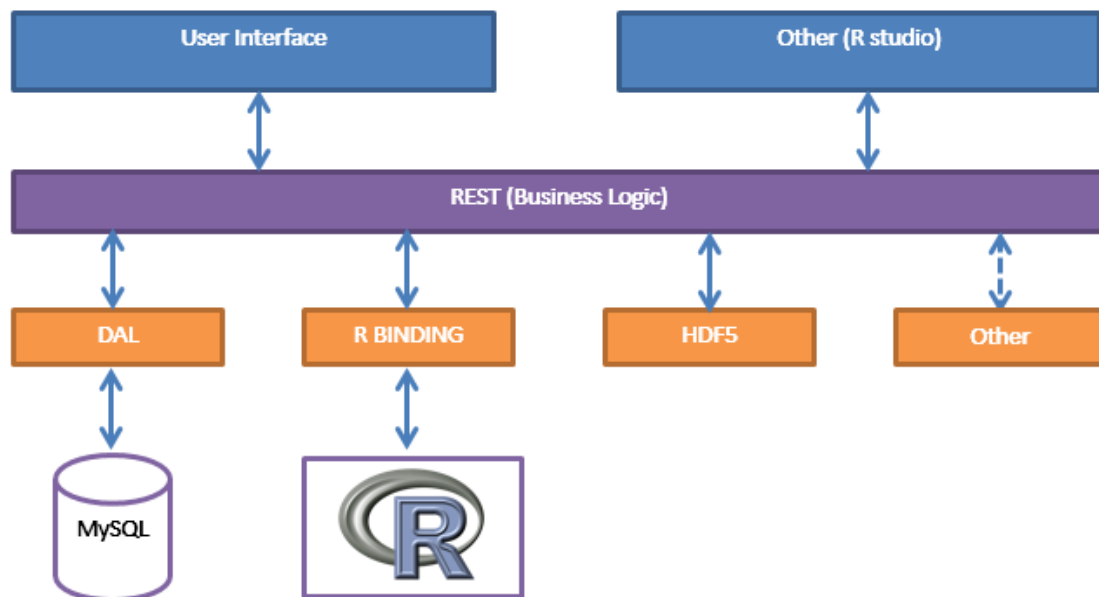 User Interface
Other (R studio)
REST (Business Logic)
DAL
R BINDING
HDF5
Other
MySQL
R